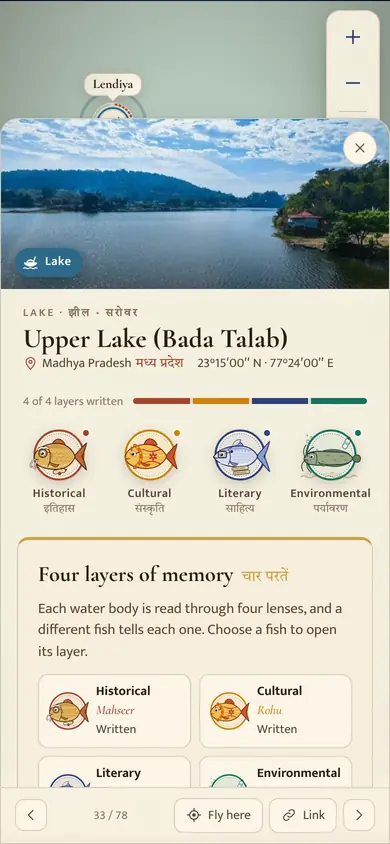 Lendiya
Lake
LAKE · झील · सरोवर
Upper Lake (Bada Talab)
Madhya Pradesh मध्य प्रदेश 23°15′00″ N · 77°24′00″ E
4 of 4 layers written
Historical
इतिहास
Cultural
संस्कृति
Literary
साहित्य
Environmental
पर्यावरण
Four layers of memory चार परतें
Each water body is read through four lenses, and a
different fish tells each one. Choose a fish to open
its layer.
Historical
Mahseer
Written
Cultural
Rohu
Written
Literary
Environmental
33 / 78
Fly here
Link